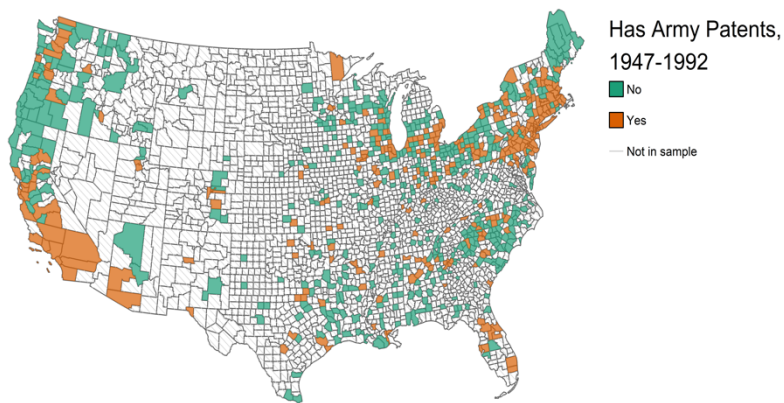 Has Army Patents,
1947-1992
No
Yes
Not in sample